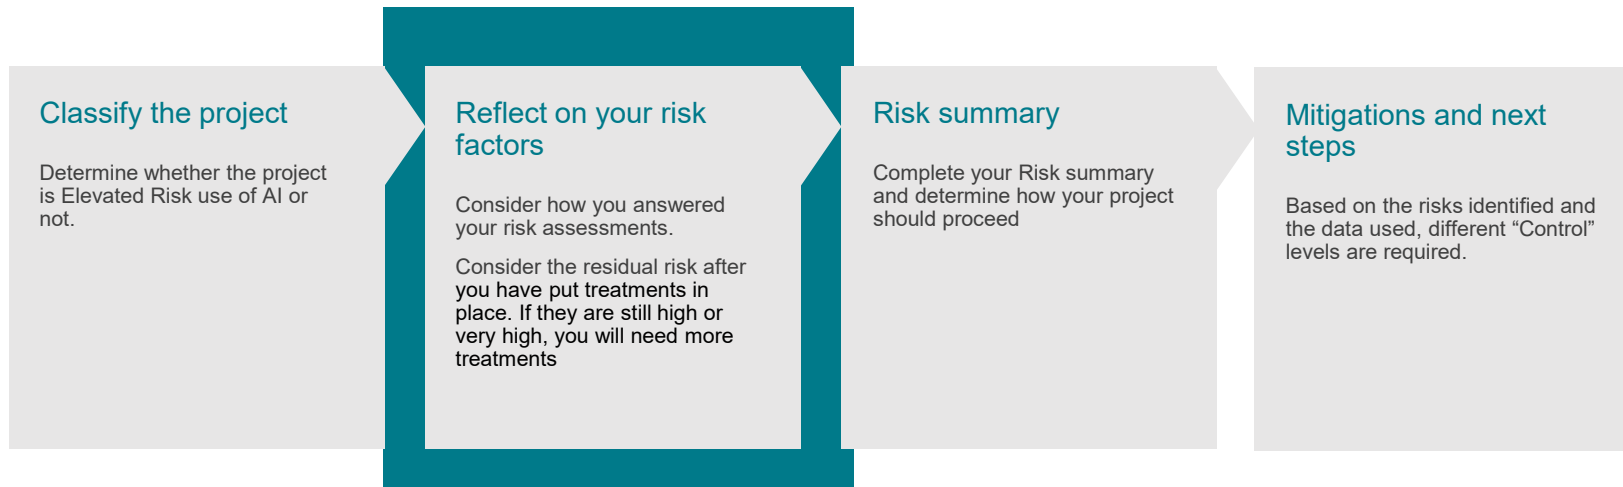 Classify the project
Determine whether the project
is Elevated Risk use of AI or
not.
Reflect on your risk
factors
Consider how you answered
your risk assessments.
Consider the residual risk after
you have put treatments in
place. If they are still high or
very high, you will need more
treatments
Risk summary
Complete your Risk summary
and determine how your project
should proceed
Mitigations and next
steps
Based on the risks identified and
the data used, different “Control”
levels are required.